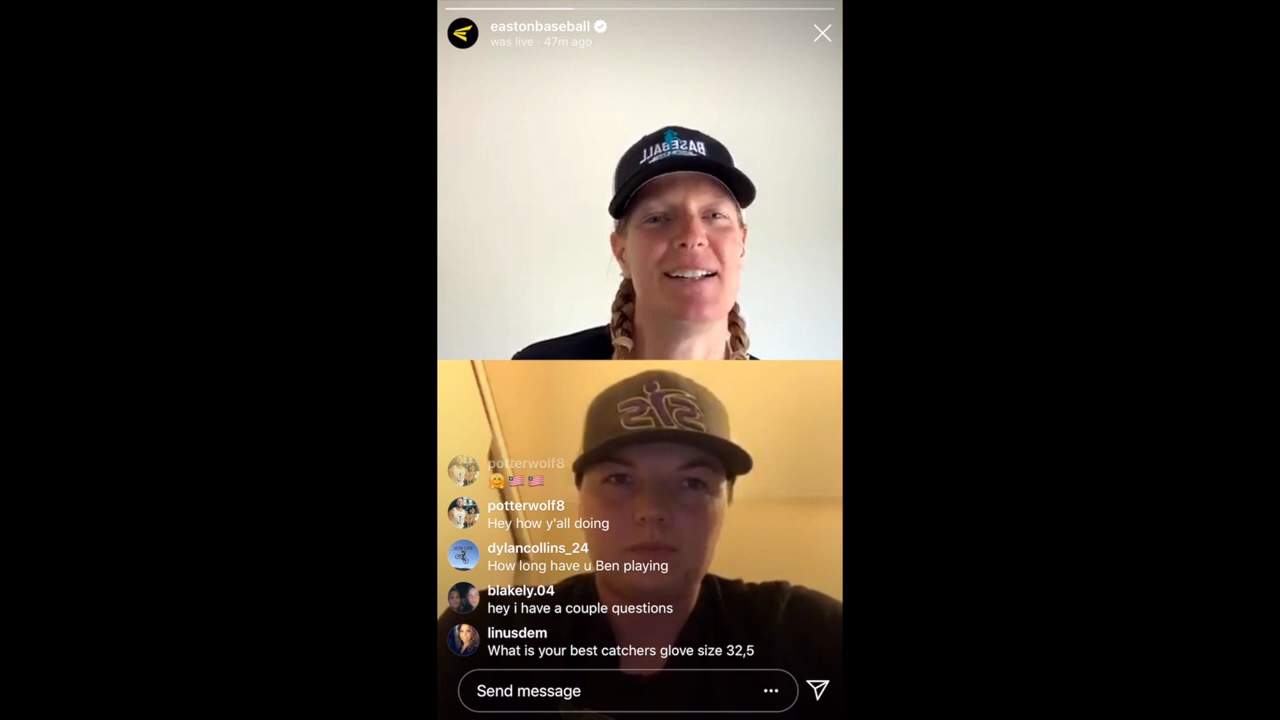 eastonbaseball
was live · 47m ago
BASEBALL
potterwolf8
🤗🇺🇸🇺🇸
potterwolf8
Hey how y'all doing
dylancollins_24
How long have u Ben playing
blakely.04
hey i have a couple questions
linusdem
What is your best catchers glove size 32,5
Send message